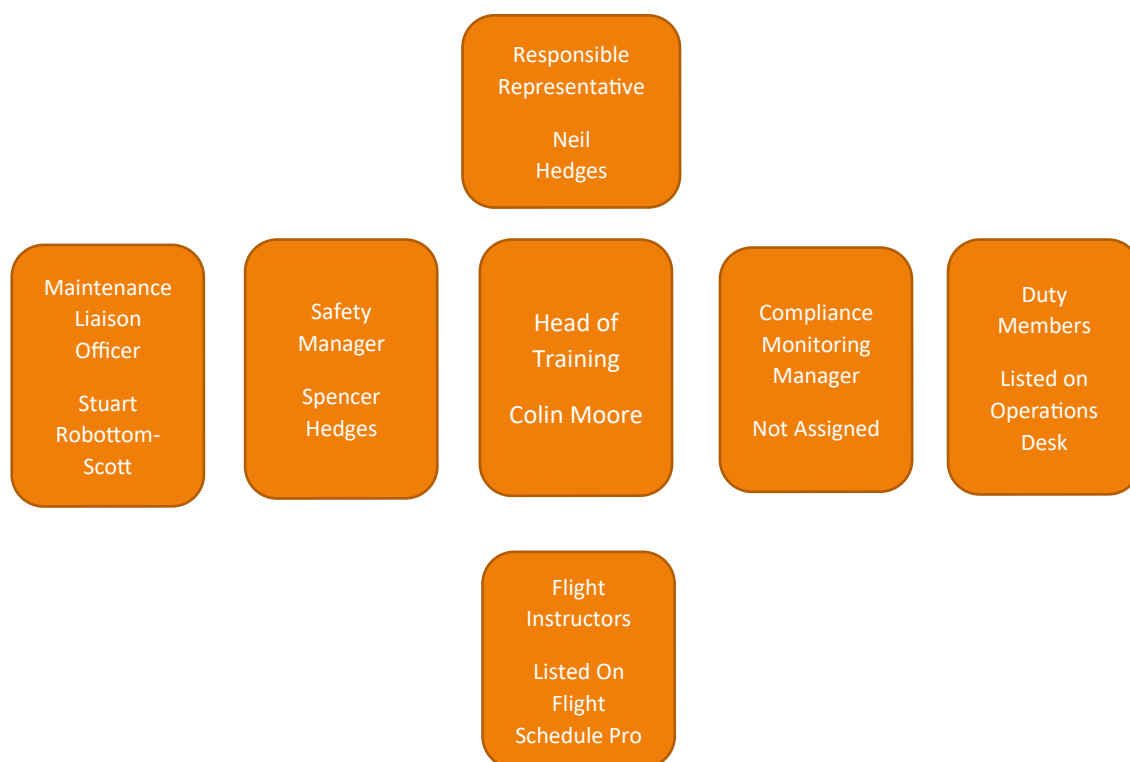 Responsible
Representative
Neil
Hedges
Maintenance
Liaison
Officer
Stuart
Robottom-
Scott
Safety
Manager
Spencer
Hedges
Head of
Training
Colin Moore
Compliance
Monitoring
Manager
Not Assigned
Duty
Members
Listed on
Operations
Desk
Flight
Instructors
Listed On
Flight
Schedule Pro